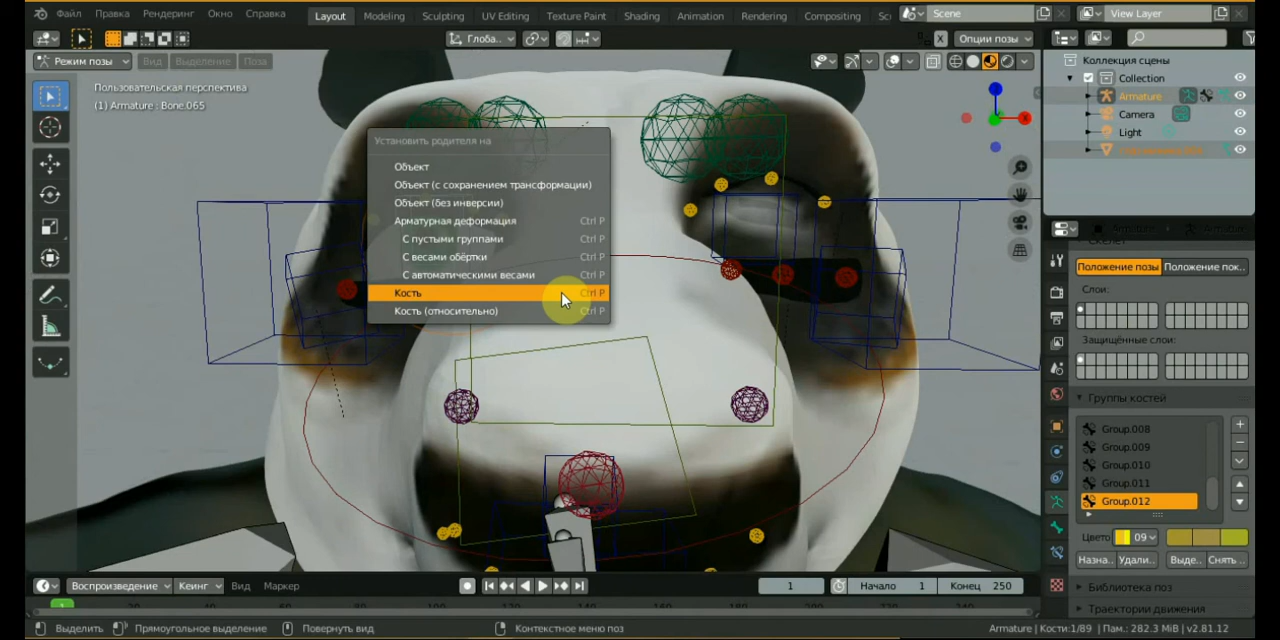 Файл Правка Рендеринг Окно Справка Layout Modeling Sculpting UV Editing Texture Paint Shading Animation Rendering Compositing Sc Scene View Layer
Глоба.. X Опции позы
Режим позы Вид Выделение Поза
Пользовательская перспектива
(1) Armature : Bone.065
Коллекция сцены
Collection
Armature
Camera
Light
Установить родителя на
Объект
Объект (с сохранением трансформации)
Объект (без инверсии)
Арматурная деформация Ctrl P
С пустыми группами Ctrl P
С весами обёртки Ctrl P
С автоматическими весами Ctrl P
Кость Ctrl P
Кость (относительно) Ctrl P
Z
X
Скелет
Положение позы Положение пок..
Слои:
Защищённые слои:
Группы костей
Group.008
Group.009
Group.010
Group.011
Group.012
Цвето 09
Назна.. Удали.. Выде.. Снять ..
Библиотека поз
Траектории движения
Воспроизведение Кеинг Вид Маркер 1 Начало 1 Конец 250
1
Выделить Прямоугольное выделение Повернуть вид Контекстное меню поз Armature | Кости:1/89 | Пам.: 282.3 MiB | v2.81.12